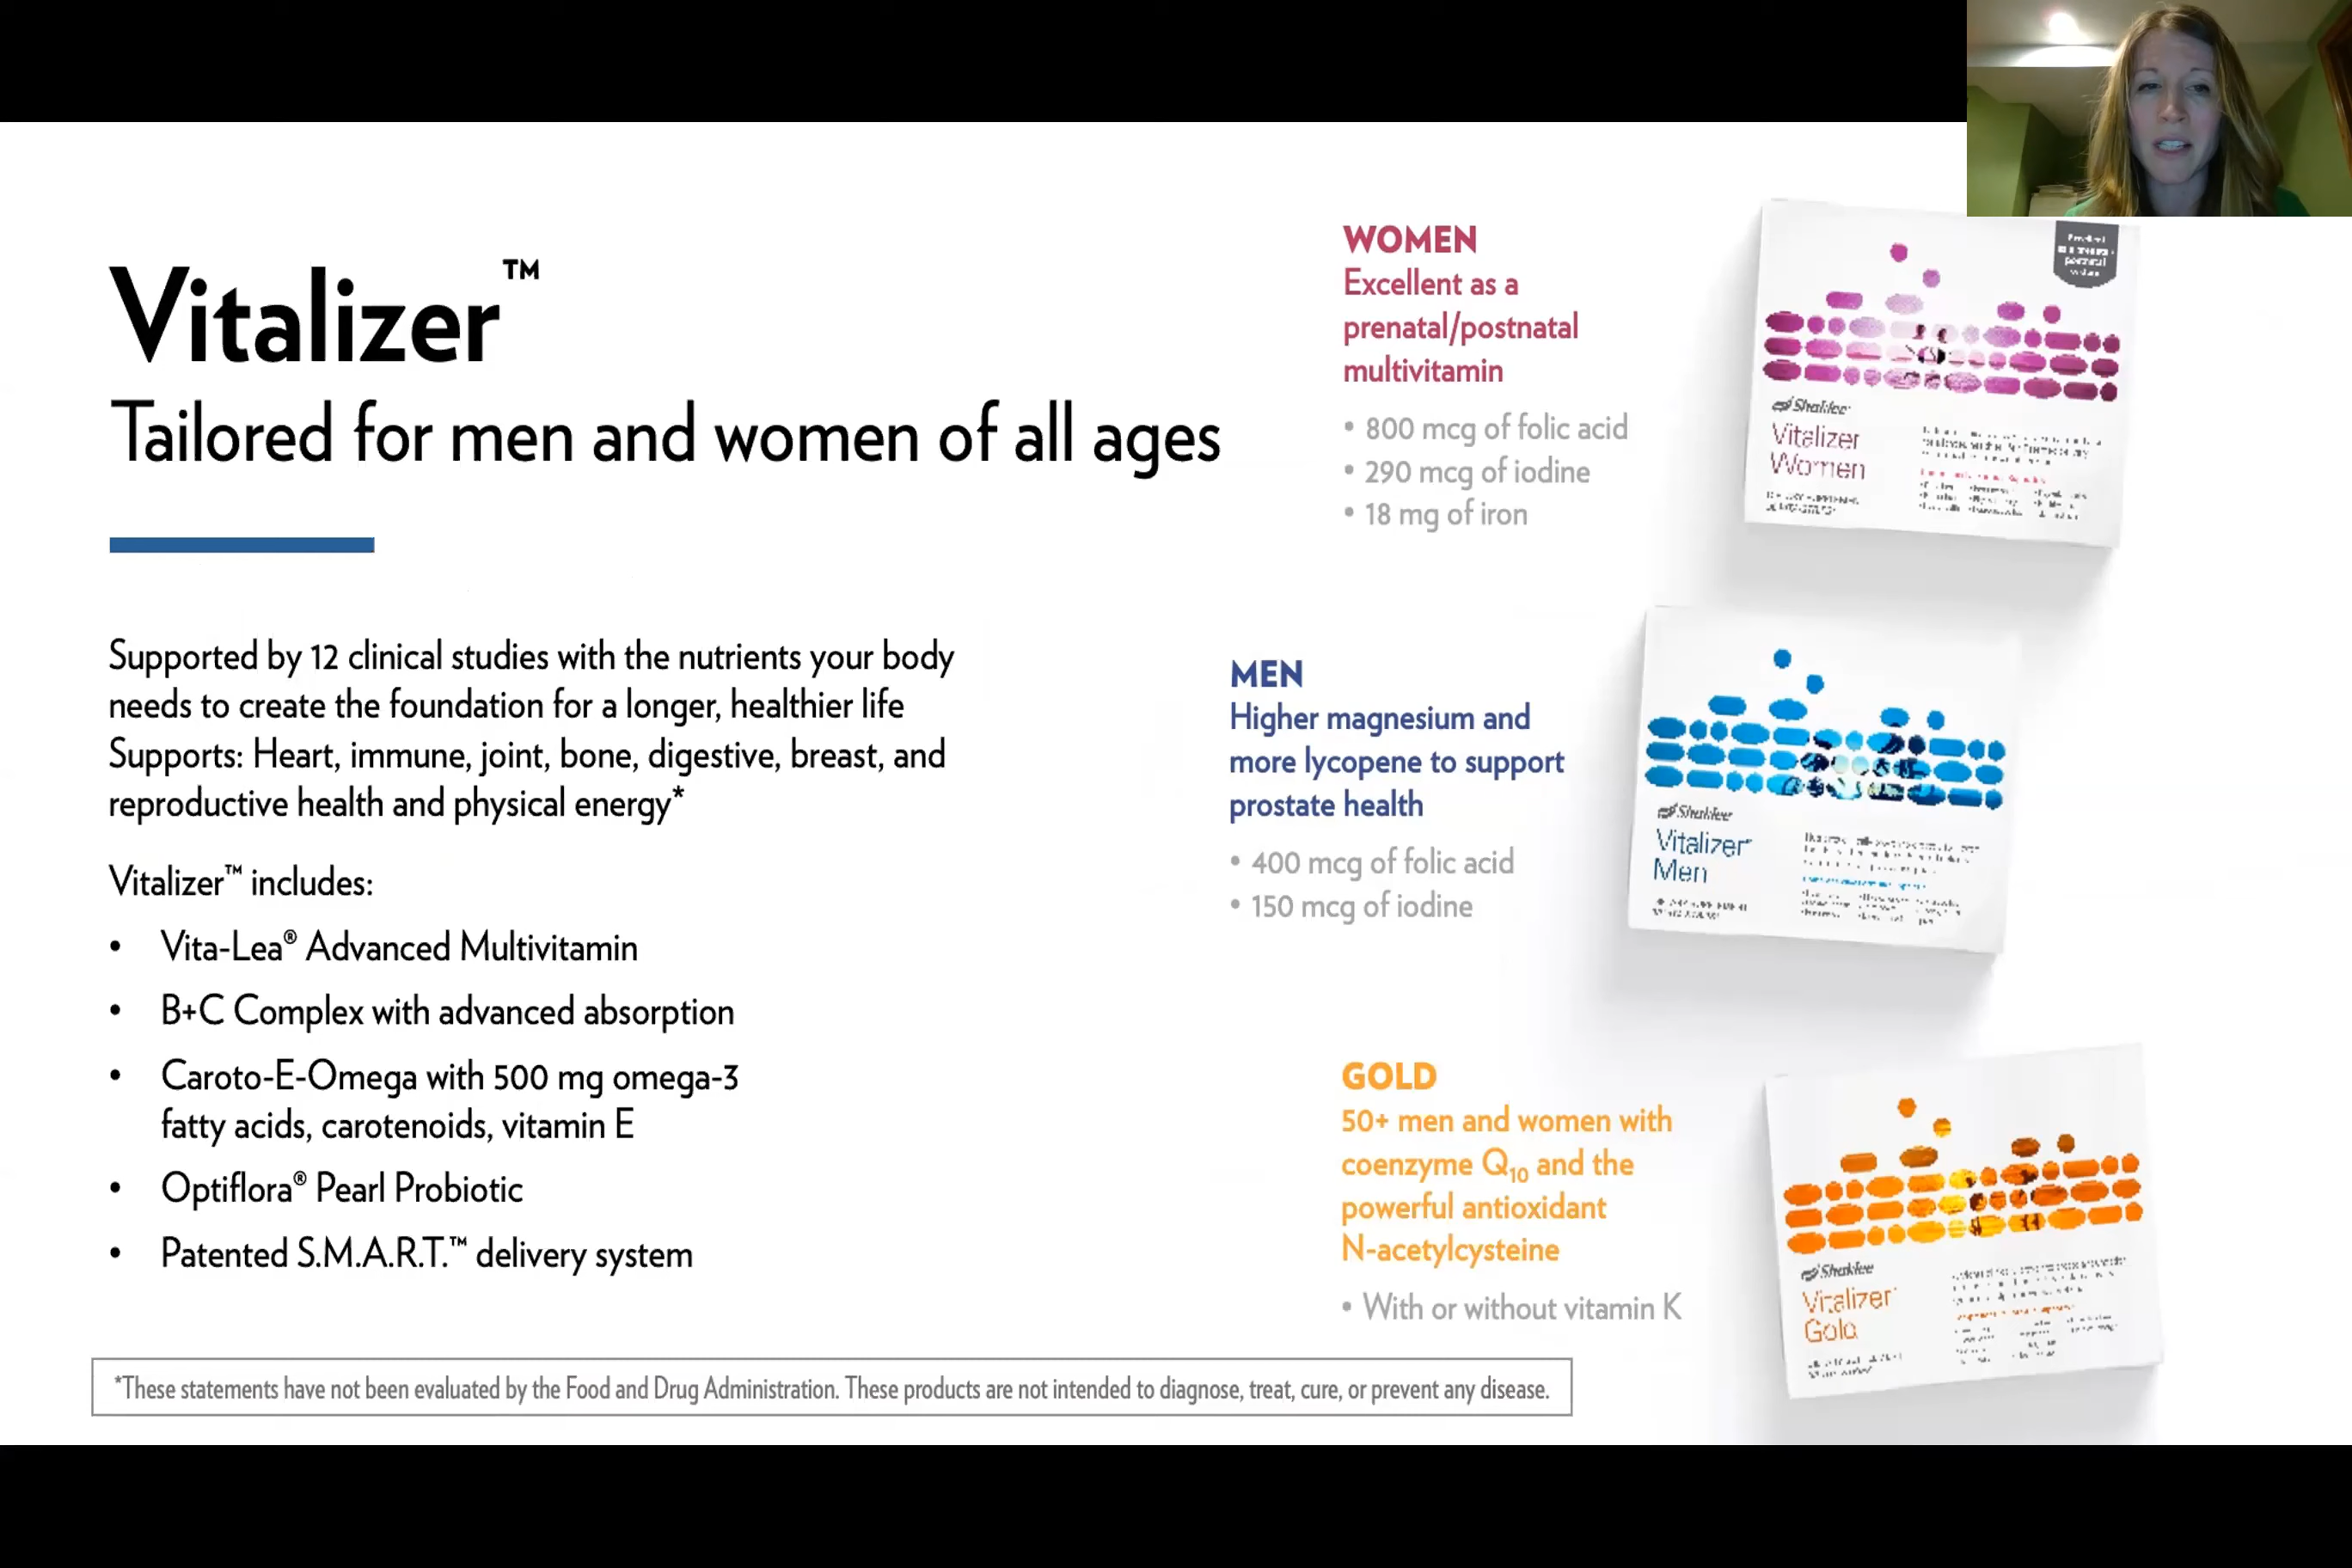 Vitalizer™
Tailored for men and women of all ages
Supported by 12 clinical studies with the nutrients your body
needs to create the foundation for a longer, healthier life
Supports: Heart, immune, joint, bone, digestive, breast, and
reproductive health and physical energy*
Vitalizer™ includes:
• Vita-Lea® Advanced Multivitamin
• B+C Complex with advanced absorption
• Caroto-E-Omega with 500 mg omega-3
fatty acids, carotenoids, vitamin E
• Optiflora® Pearl Probiotic
• Patented S.M.A.R.T.™ delivery system
*These statements have not been evaluated by the Food and Drug Administration. These products are not intended to diagnose, treat, cure, or prevent any disease.
WOMEN
Excellent as a
prenatal/postnatal
multivitamin
• 800 mcg of folic acid
• 290 mcg of iodine
• 18 mg of iron
Shaklee
Vitalizer
Women
MEN
Higher magnesium and
more lycopene to support
prostate health
• 400 mcg of folic acid
• 150 mcg of iodine
Shaklee
Vitalizer
Men
GOLD
50+ men and women with
coenzyme Q10 and the
powerful antioxidant
N-acetylcysteine
• With or without vitamin K
Shaklee
Vitalizer
Gold